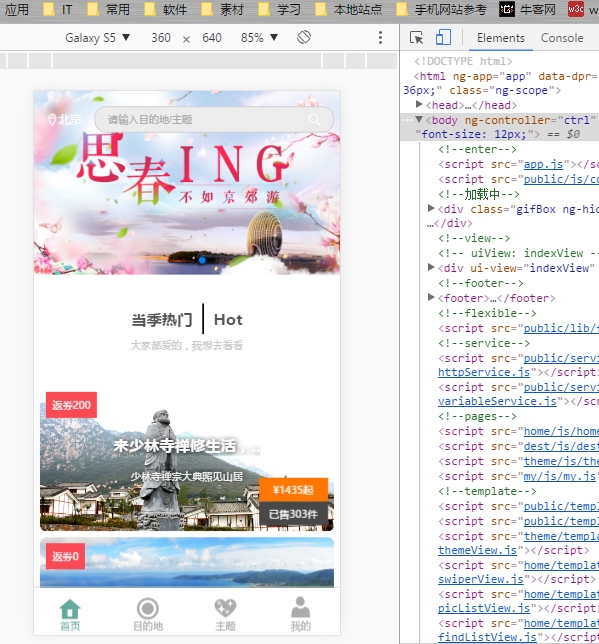 应用 IT 常用 软件 素材 学习 本地站点 手机网站参考 牛客网 w3c w
Galaxy S5 ▼ 360 × 640 85% ▼
Elements Console
北京 请输入目的地/主题
思春ING
不如京郊游
当季热门 Hot
大家都爱的，我想去看看
返券200
来少林寺禅修生活...
少林寺禅宗大典照见山居
¥1435起
已售303件
返券0
首页 目的地 主题 我的
<!DOCTYPE html>
<html ng-app="app" data-dpr=
36px;" class="ng-scope">
<head>…</head>
<body ng-controller="ctrl"
"font-size: 12px;"> == $0
<!--enter-->
<script src="app.js"></s
<script src="public/js/co
<!--加载中-->
<div class="gifBox ng-hid
…</div>
<!--view-->
<!-- uiView: indexView --
<div ui-view="indexView"
<!--footer-->
<footer>…</footer>
<!--flexible-->
<script src="public/lib/f
<!--service-->
<script src="public/servi
httpService.js"></script>
<script src="public/servi
variableService.js"></scr
<!--pages-->
<script src="home/js/home
<script src="dest/js/dest
<script src="theme/js/the
<script src="my/js/my.js"
<!--template-->
<script src="public/templ
<script src="public/templ
themeView.js"></script>
<script src="home/templat
swiperView.js"></script>
<script src="home/templat
picListView.js"></script>
<script src="home/templat
findListView.js"></script